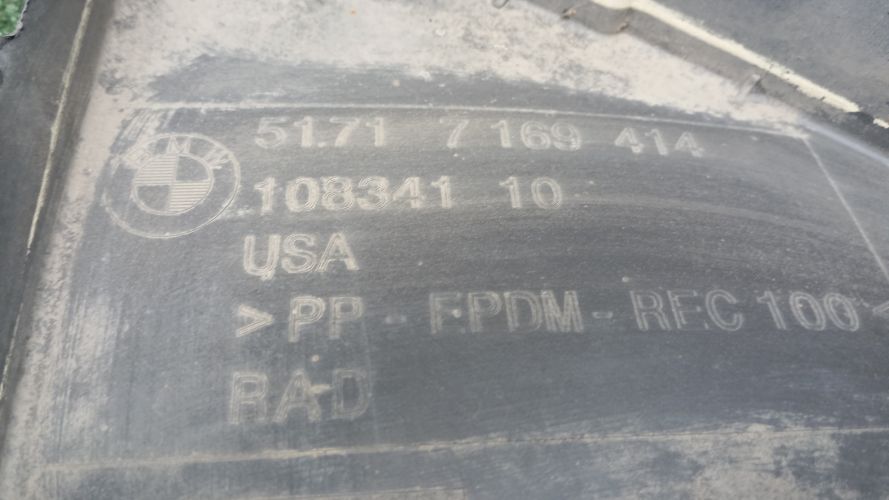 BMW
51.71 7 169 414
108341 10
USA
>PP-EPDM-REC 100<
RAD